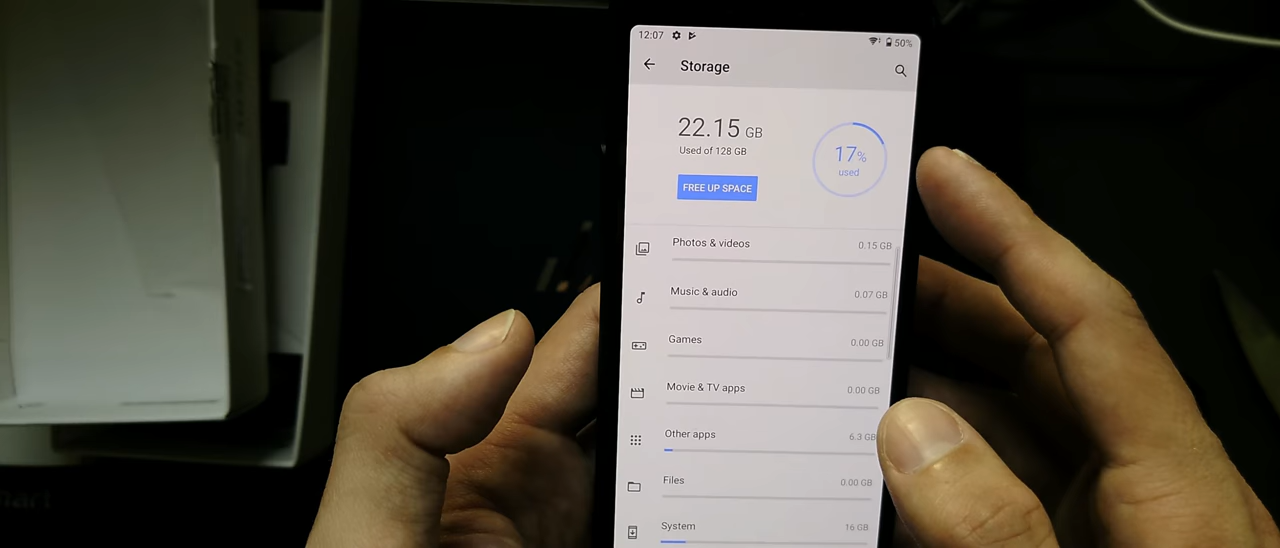 12:07 50%
Storage
22.15 GB
Used of 128 GB
17%
used
FREE UP SPACE
Photos & videos 0.15 GB
Music & audio 0.07 GB
Games 0.00 GB
Movie & TV apps 0.00 GB
Other apps 6.3 GB
Files 0.00 GB
System 16 GB